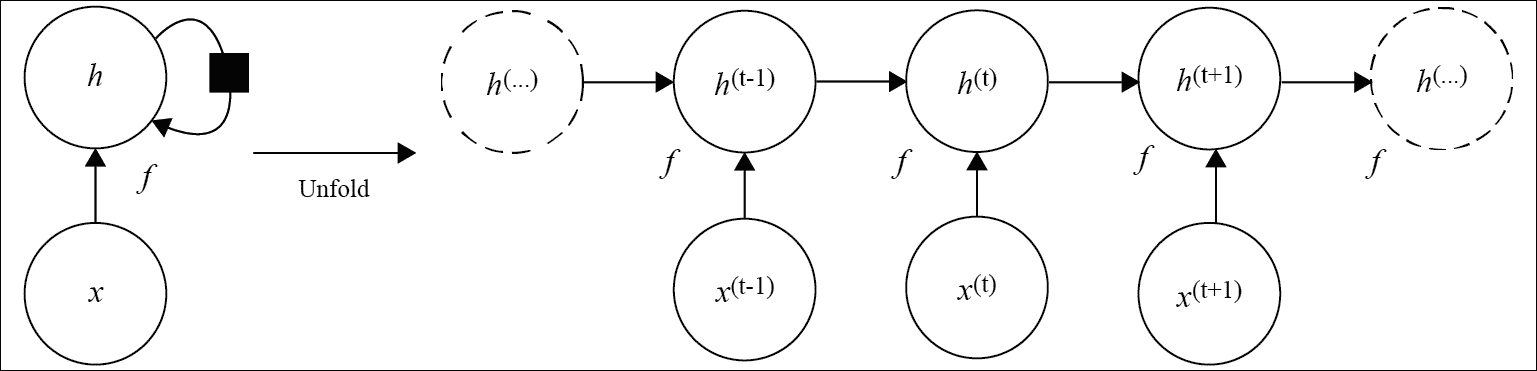 h h(...) h(t-1) h(t) h(t+1) h(...)
f f f f f
Unfold
x x(t-1) x(t) x(t+1)